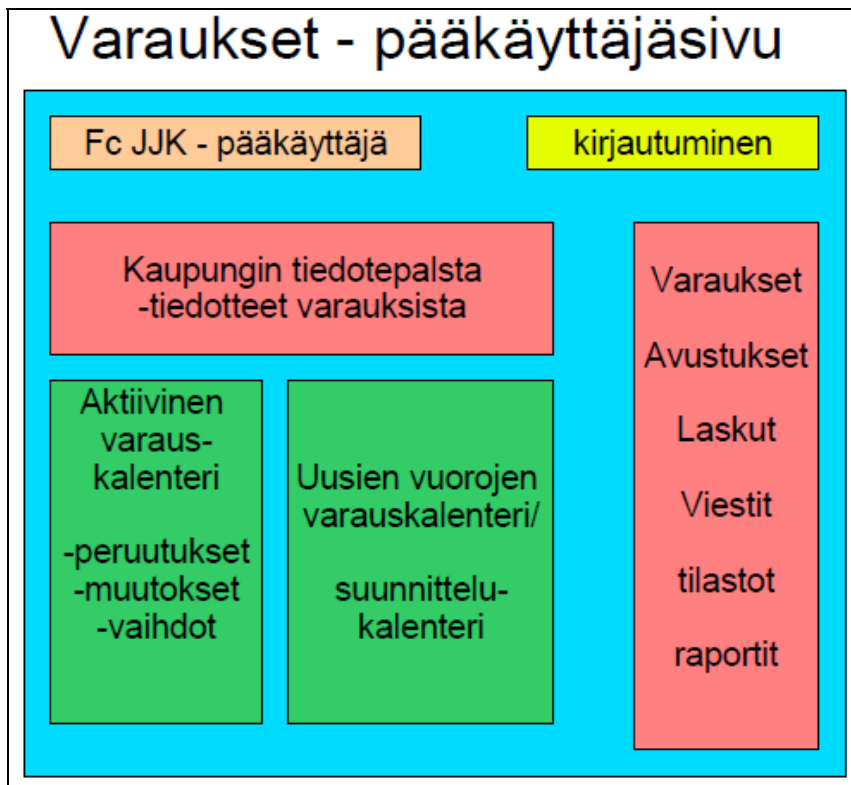 Varaukset - pääkäyttäjäsivu
Fc JJK - pääkäyttäjä
kirjautuminen
Kaupungin tiedotepalsta
-tiedotteet varauksista
Aktiivinen
varaus-
kalenteri
-peruutukset
-muutokset
-vaihdot
Uusien vuorojen
varauskalenteri/
suunnittelu-
kalenteri
Varaukset
Avustukset
Laskut
Viestit
tilastot
raportit